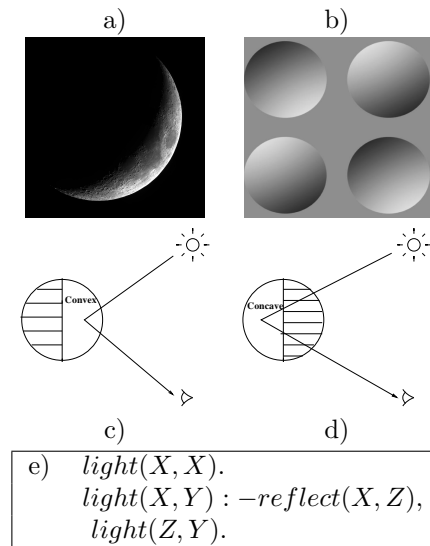 a) b)
Convex Concave
c) d)
e) light(X, X).
light(X, Y) : −reflect(X, Z),
light(Z, Y).